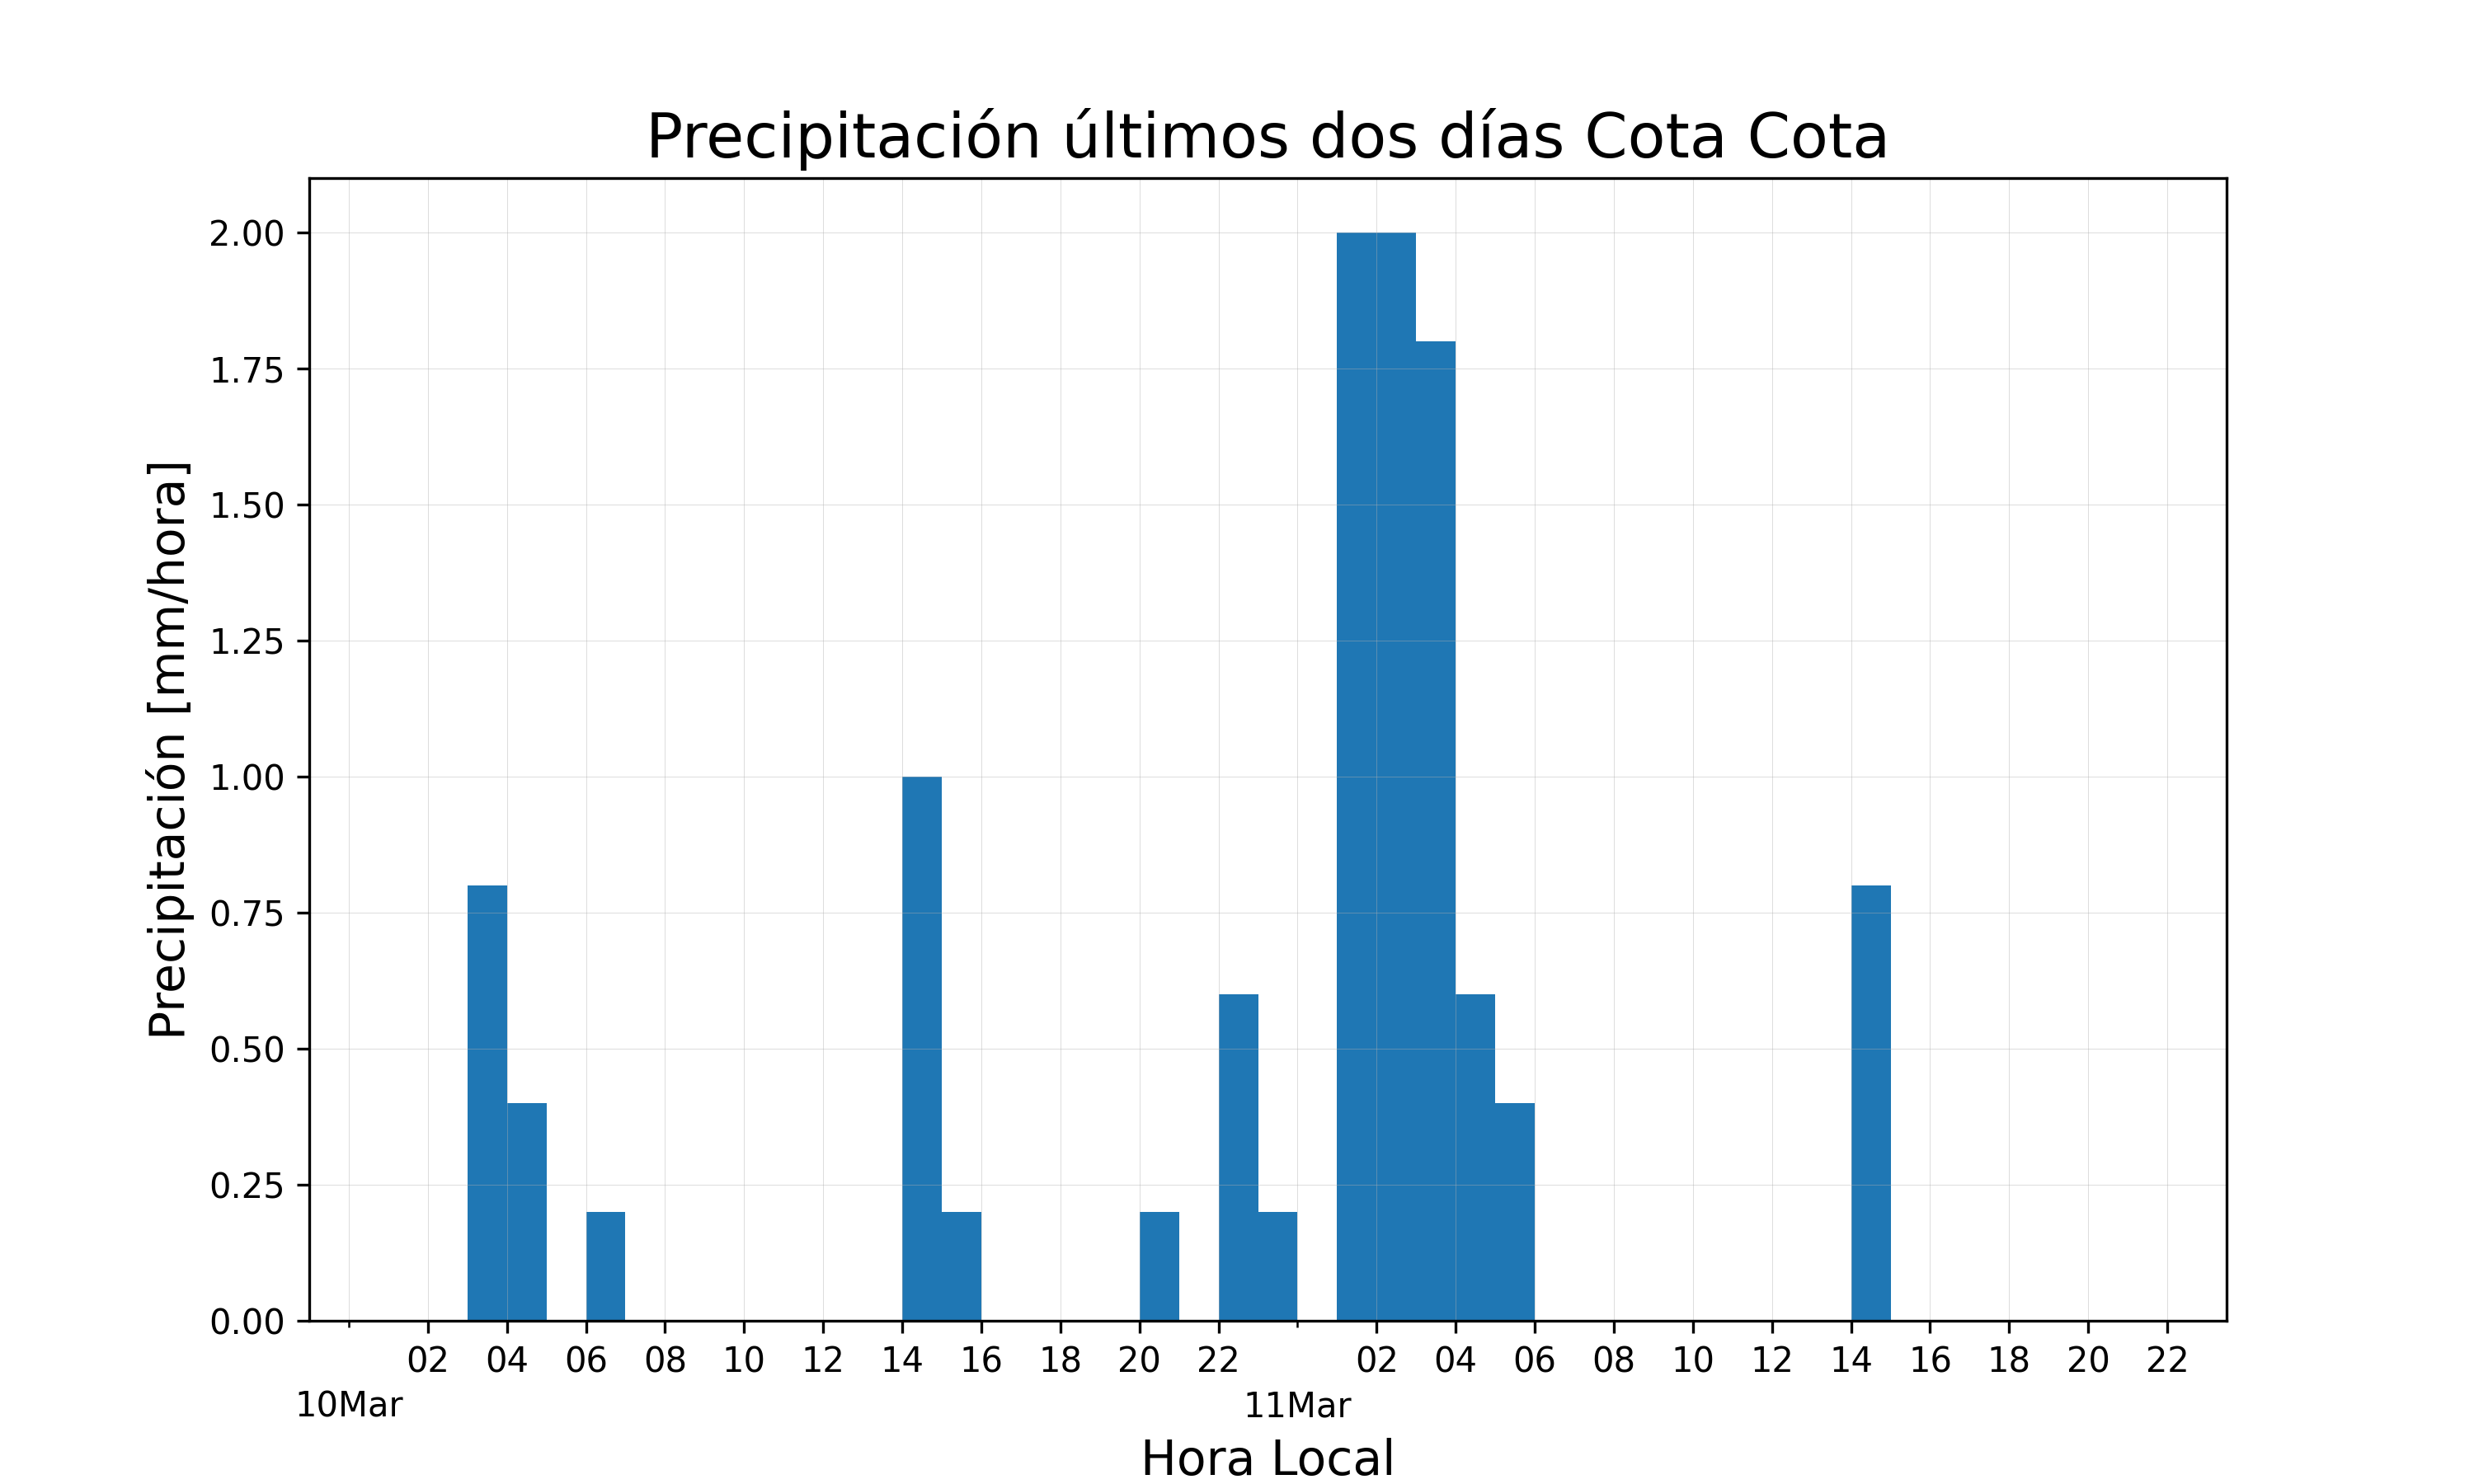 Precipitación últimos dos días Cota Cota
Precipitación [mm/hora]
2.00
1.75
1.50
1.25
1.00
0.75
0.50
0.25
0.00
02 04 06 08 10 12 14 16 18 20 22 02 04 06 08 10 12 14 16 18 20 22
10Mar 11Mar
Hora Local